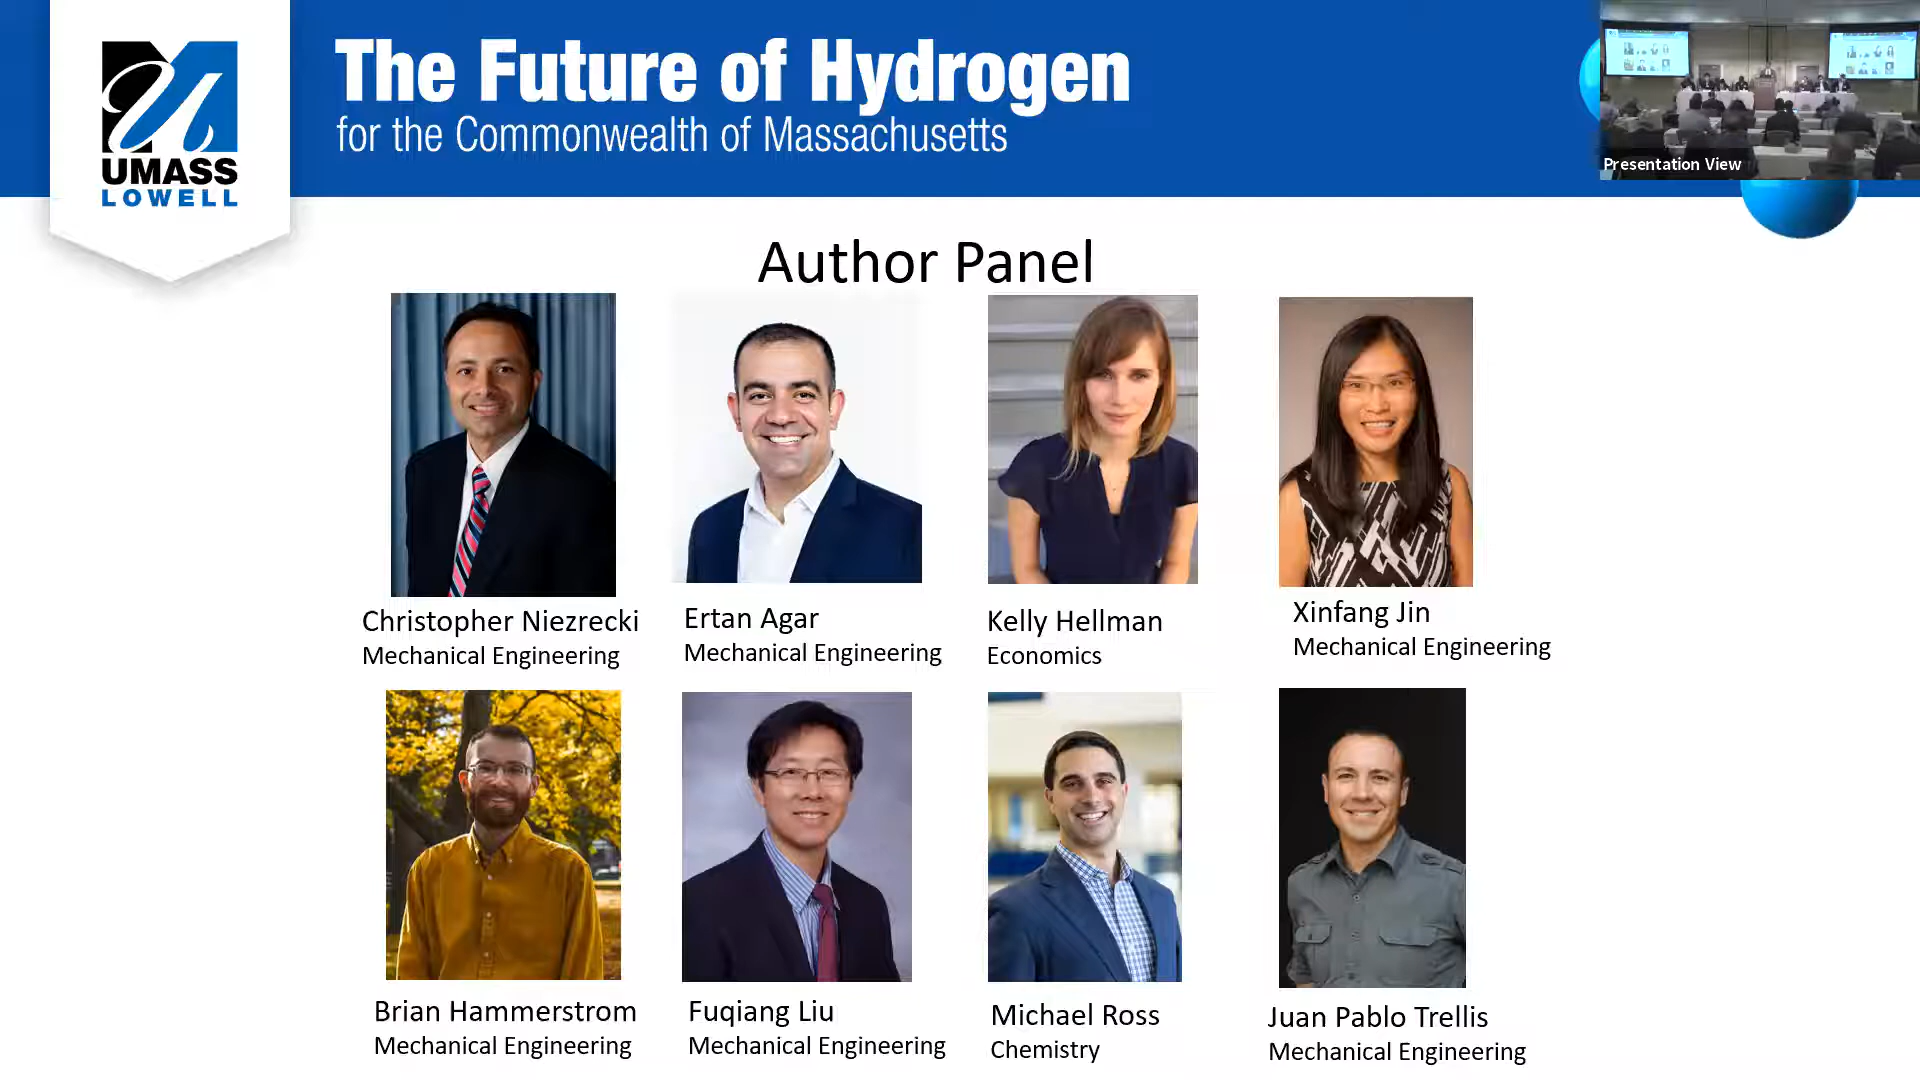 UMASS
LOWELL
The Future of Hydrogen
for the Commonwealth of Massachusetts
Presentation View
Author Panel
Christopher Niezrecki
Mechanical Engineering
Ertan Agar
Mechanical Engineering
Kelly Hellman
Economics
Xinfang Jin
Mechanical Engineering
Brian Hammerstrom
Mechanical Engineering
Fuqiang Liu
Mechanical Engineering
Michael Ross
Chemistry
Juan Pablo Trellis
Mechanical Engineering